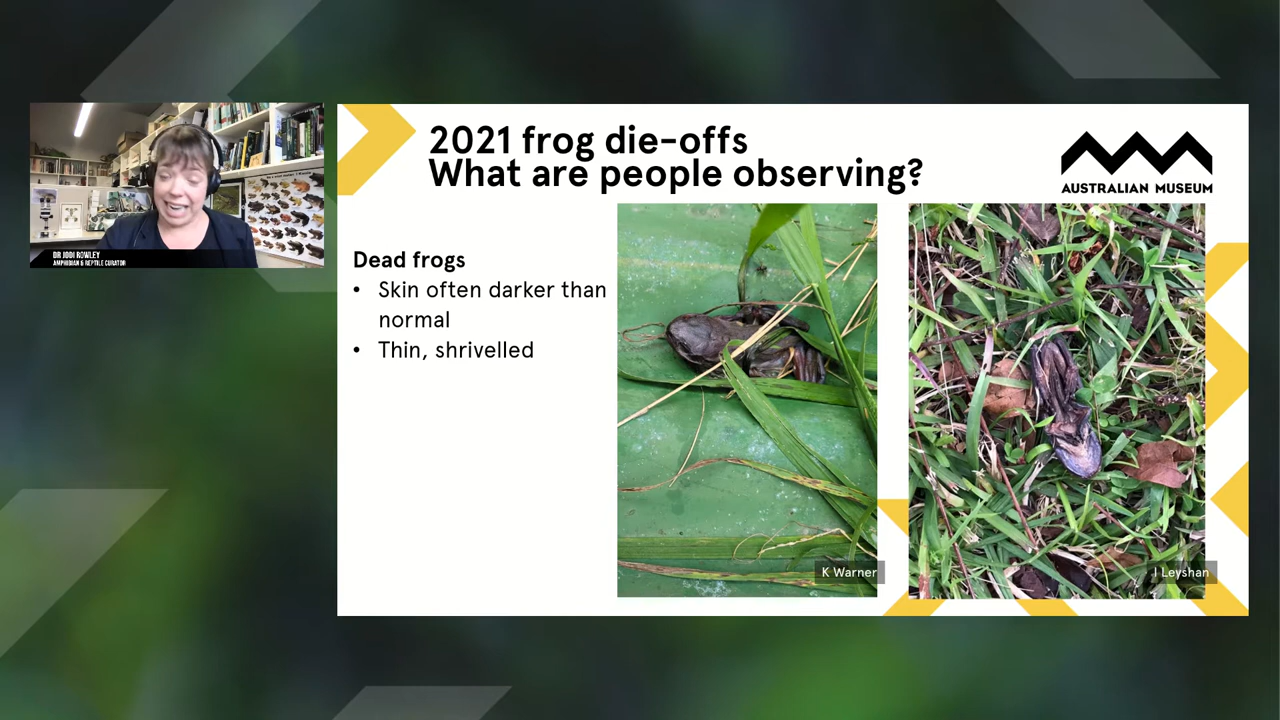 2021 frog die-offs
What are people observing?
AUSTRALIAN MUSEUM
DR JODI ROWLEY
AMPHIBIAN & REPTILE CURATOR
Dead frogs
• Skin often darker than
normal
• Thin, shrivelled
K Warner
I Leyshan